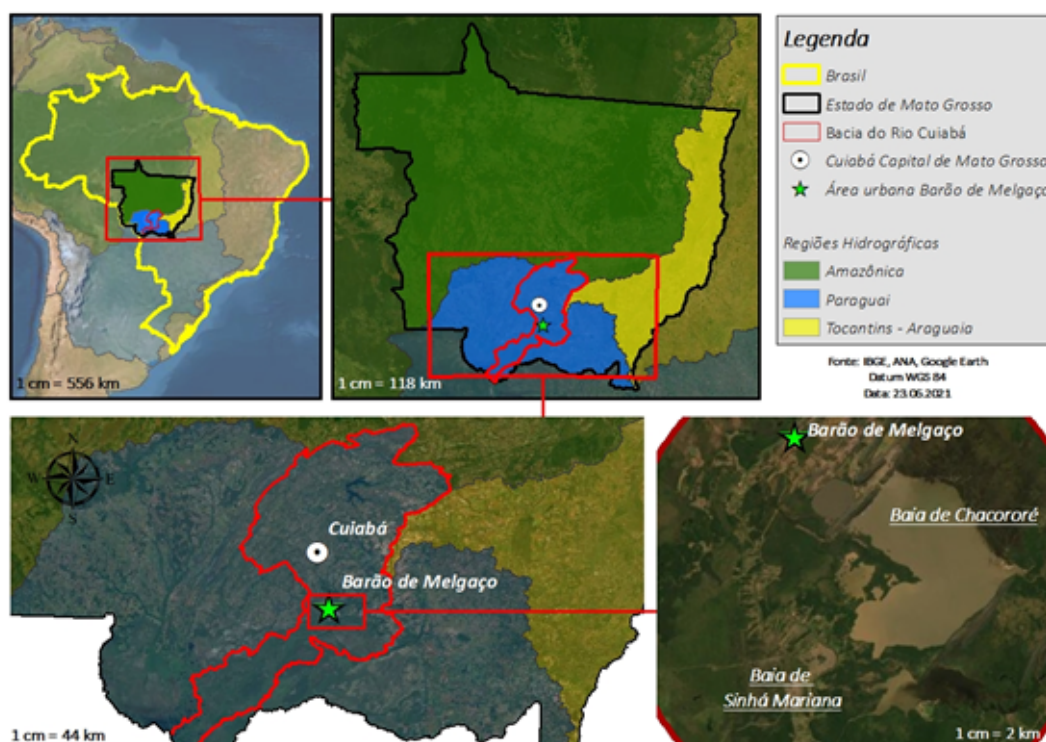 1 cm = 556 km
1 cm = 118 km
Legenda
Brasil
Estado de Mato Grosso
Bacia do Rio Cuiabá
Cuiabá Capital de Mato Grosso
Área urbana Barão de Melgaço
Regiões Hidrográficas
Amazônica
Paraguai
Tocantins - Araguaia
Fonte: IBGE, ANA, Google Earth
Datum WGS 84
Data: 23.06.2021
N
W E
S
Cuiabá
Barão de Melgaço
1 cm = 44 km
Barão de Melgaço
Baía de Chacororé
Baía de
Sinhá Mariana
1 cm = 2 km